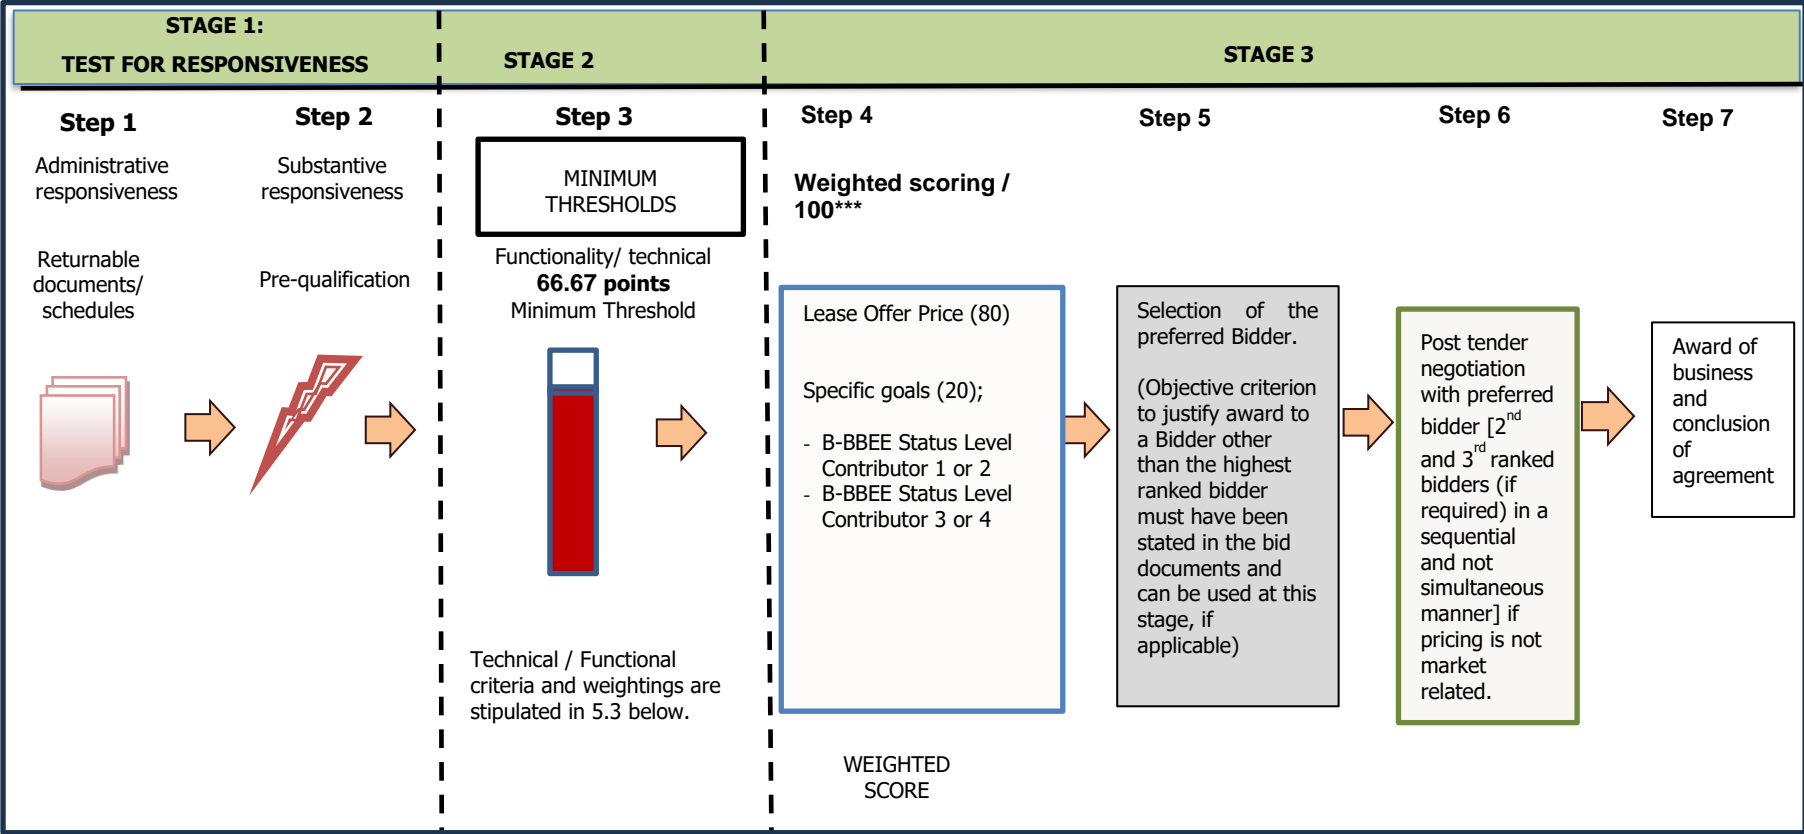 STAGE 1:
TEST FOR RESPONSIVENESS
STAGE 2
STAGE 3
Step 1
Administrative
responsiveness
Returnable
documents/
schedules
Step 2
Substantive
responsiveness
Pre-qualification
Step 3
MINIMUM
THRESHOLDS
Functionality/ technical
66.67 points
Minimum Threshold
Technical / Functional
criteria and weightings are
stipulated in 5.3 below.
Step 4
Weighted scoring /
100***
Lease Offer Price (80)
Specific goals (20);
- B-BBEE Status Level
Contributor 1 or 2
- B-BBEE Status Level
Contributor 3 or 4
WEIGHTED
SCORE
Step 5
Selection of the
preferred Bidder.
(Objective criterion
to justify award to
a Bidder other
than the highest
ranked bidder
must have been
stated in the bid
documents and
can be used at this
stage, if
applicable)
Step 6
Post tender
negotiation
with preferred
bidder [2nd
and 3rd ranked
bidders (if
required) in a
sequential
and not
simultaneous
manner] if
pricing is not
market
related.
Step 7
Award of
business
and
conclusion
of
agreement